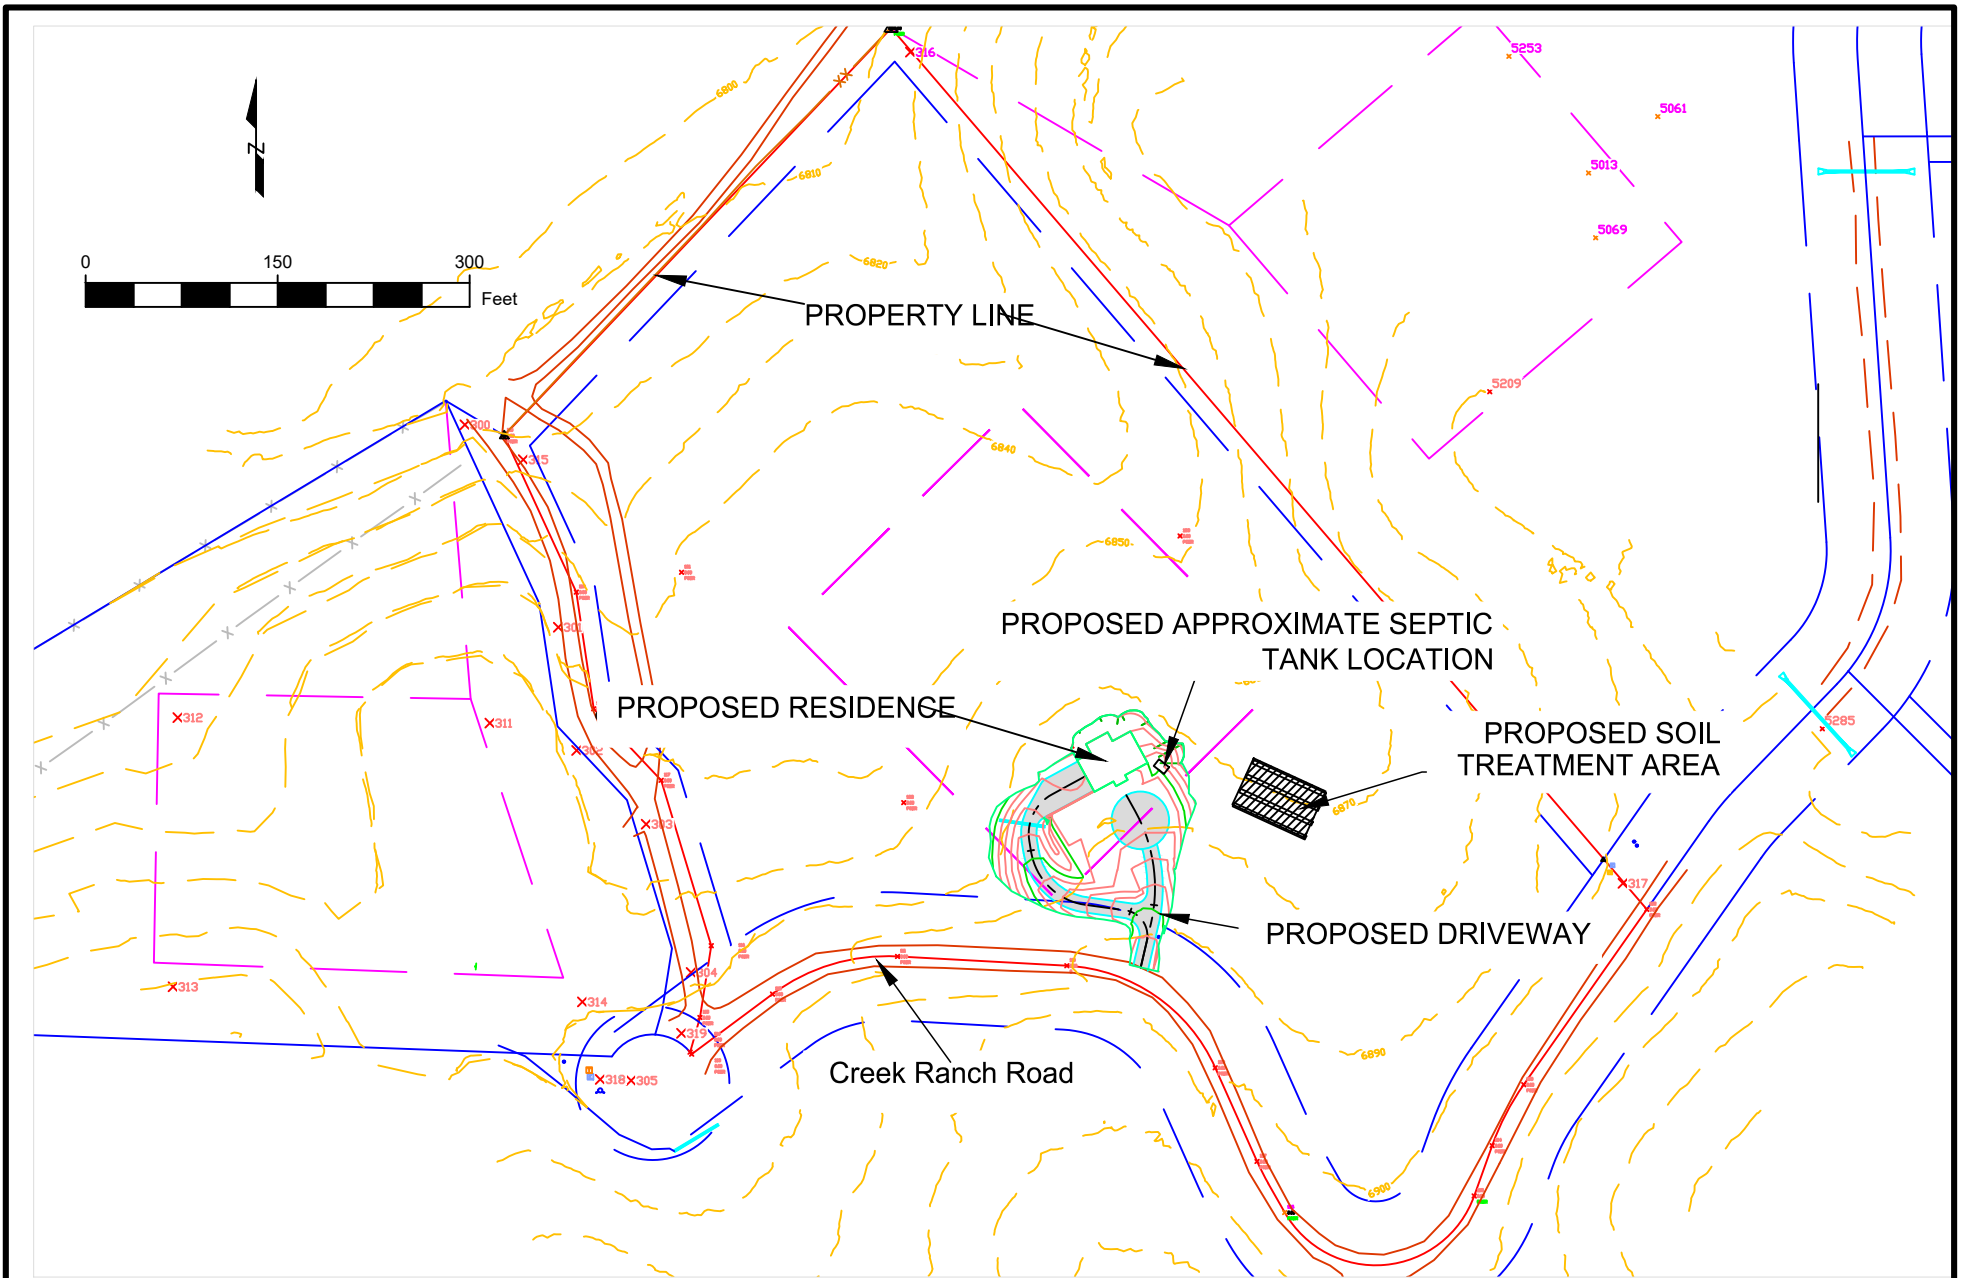 316
5253
6800
5061
N
5013
6810
5069
0 150 300
Feet
6820
PROPERTY LINE
5209
300
6840
315
6850
PROPOSED APPROXIMATE SEPTIC
TANK LOCATION
301
PROPOSED RESIDENCE
312
311
302
PROPOSED SOIL
TREATMENT AREA
5285
6870
303
317
PROPOSED DRIVEWAY
304
313
314
319
6890
Creek Ranch Road
318
305
6900